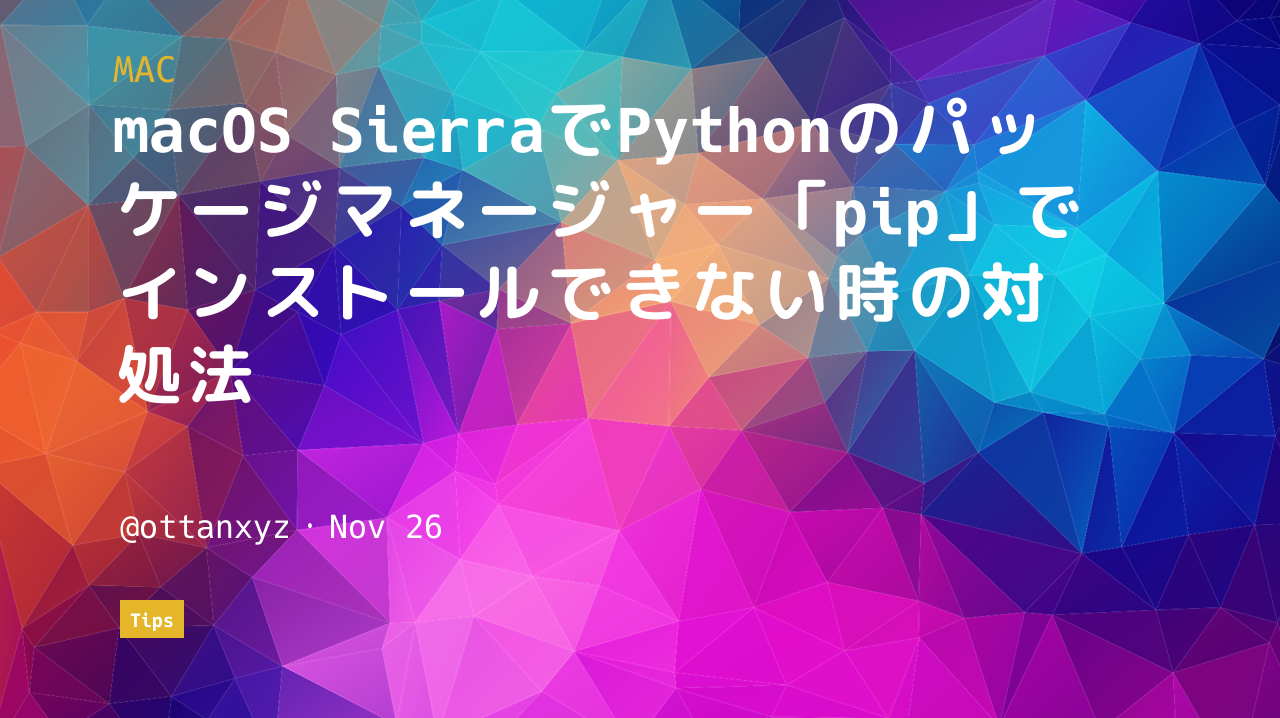 MAC
macOS SierraでPythonのパッ
ケージマネージャー「pip」で
インストールできない時の対
処法
@ottanxyz・Nov 26
Tips